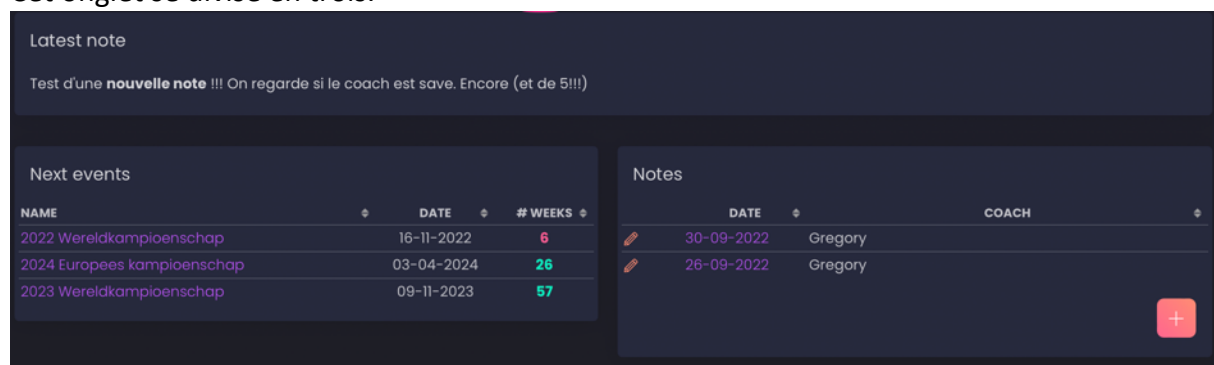 Latest note
Test d'une nouvelle note !!! On regarde si le coach est save. Encore (et de 5!!!)
Next events
NAME DATE # WEEKS
2022 Wereldkampioenschap 16-11-2022 6
2024 Europees kampioenschap 03-04-2024 26
2023 Wereldkampioenschap 09-11-2023 57
Notes
DATE COACH
30-09-2022 Gregory
26-09-2022 Gregory
+